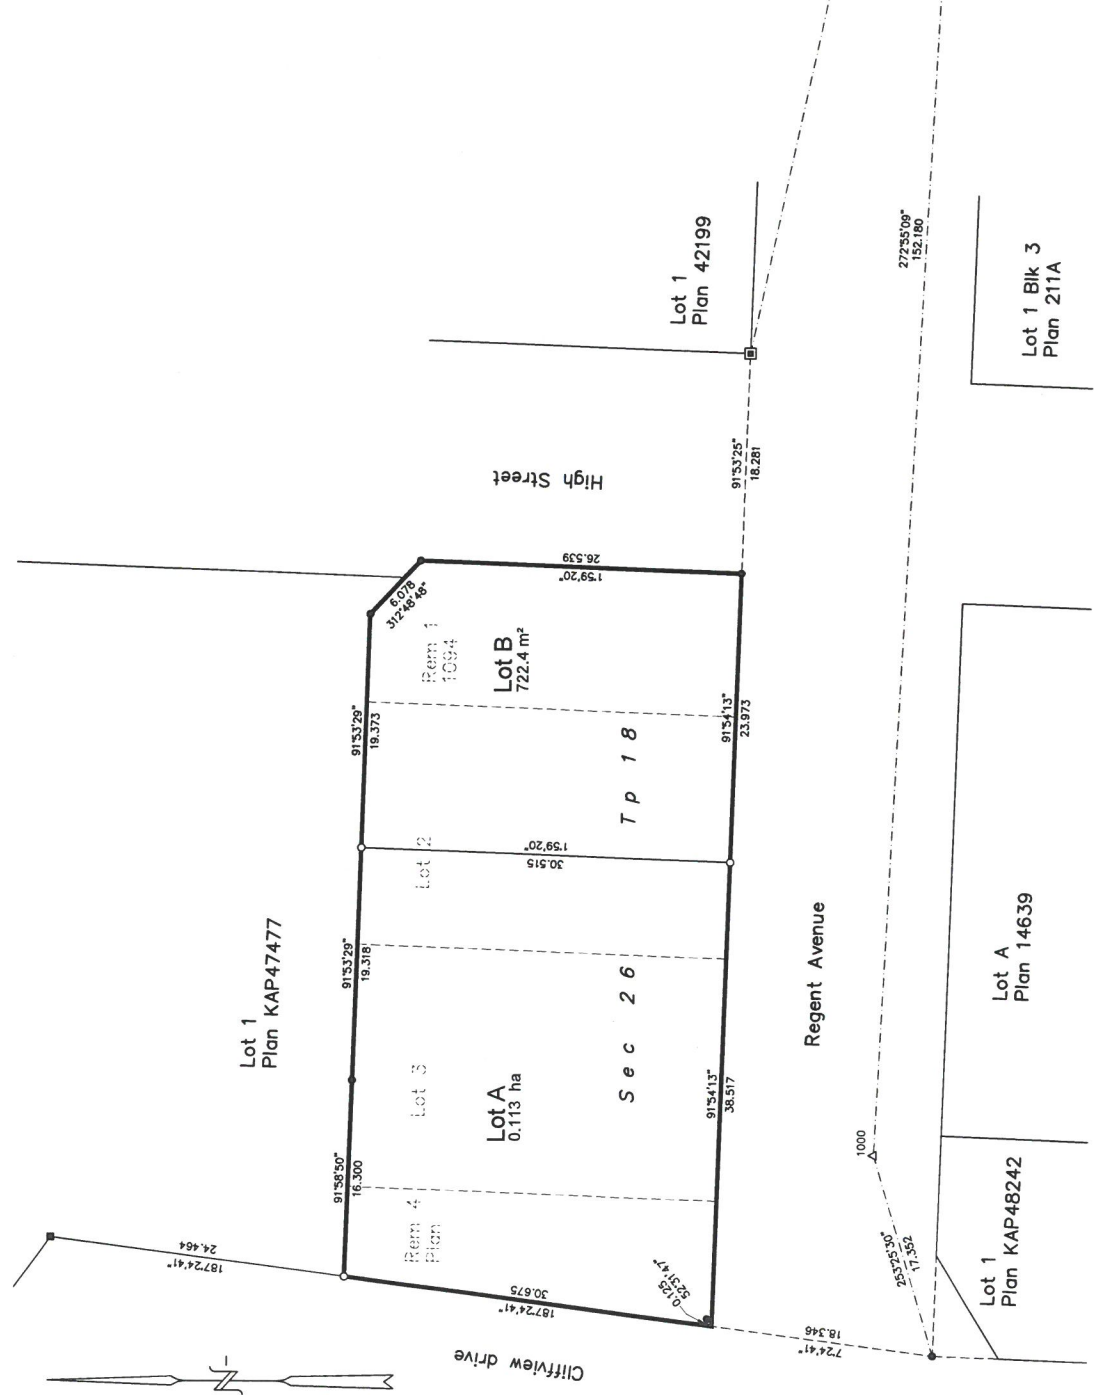 Lot 1
Plan 42199
272°55'09"
152.180
Lot 1 Blk 3
Plan 211A
91°53'25"
18.281
High Street
6.078
312°48'48"
26.539
1°59'20"
Rem 1
1094
Lot B
722.4 m²
91°53'29"
19.373
91°54'13"
23.973
Tp 18
Lot 2
1°59'20"
30.515
Lot 1
Plan KAP47477
91°53'29"
19.318
Sec 26
Regent Avenue
Lot A
Plan 14639
Lot 3
Lot A
0.113 ha
91°54'13"
38.517
91°58'50"
16.300
Rem 4
Plan
1000
24.464
187°24'41"
30.675
187°24'41"
0.125
52°31'47"
253°25'30"
17.352
Lot 1
Plan KAP48242
18.346
7°24'41"
Cliffview drive
N